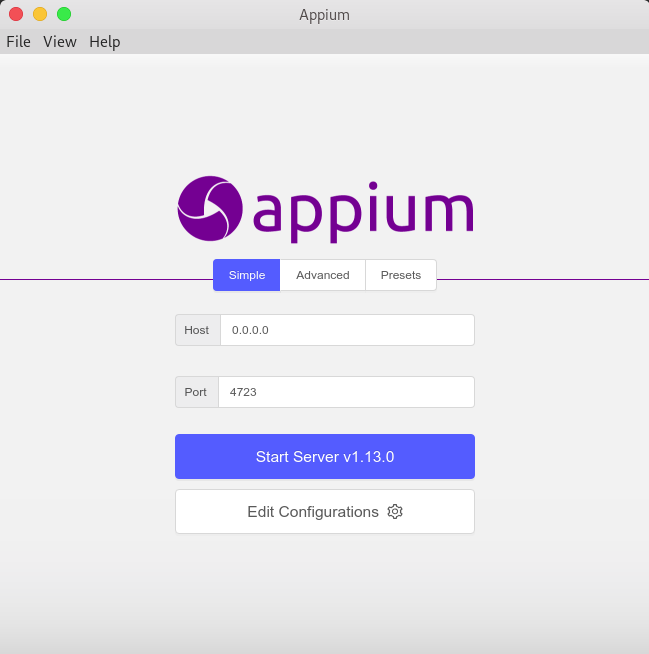 Appium
File View Help
appium
Simple Advanced Presets
Host 0.0.0.0
Port 4723
Start Server v1.13.0
Edit Configurations